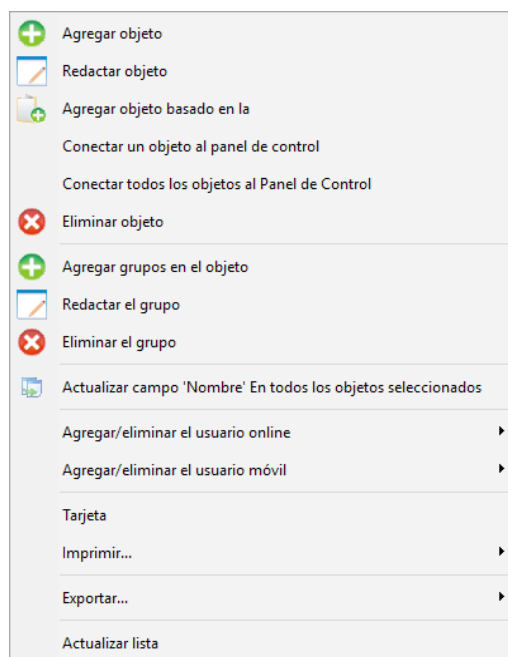 Agregar objeto
Redactar objeto
Agregar objeto basado en la
Conectar un objeto al panel de control
Conectar todos los objetos al Panel de Control
Eliminar objeto
Agregar grupos en el objeto
Redactar el grupo
Eliminar el grupo
Actualizar campo 'Nombre' En todos los objetos seleccionados
Agregar/eliminar el usuario online
Agregar/eliminar el usuario móvil
Tarjeta
Imprimir...
Exportar...
Actualizar lista